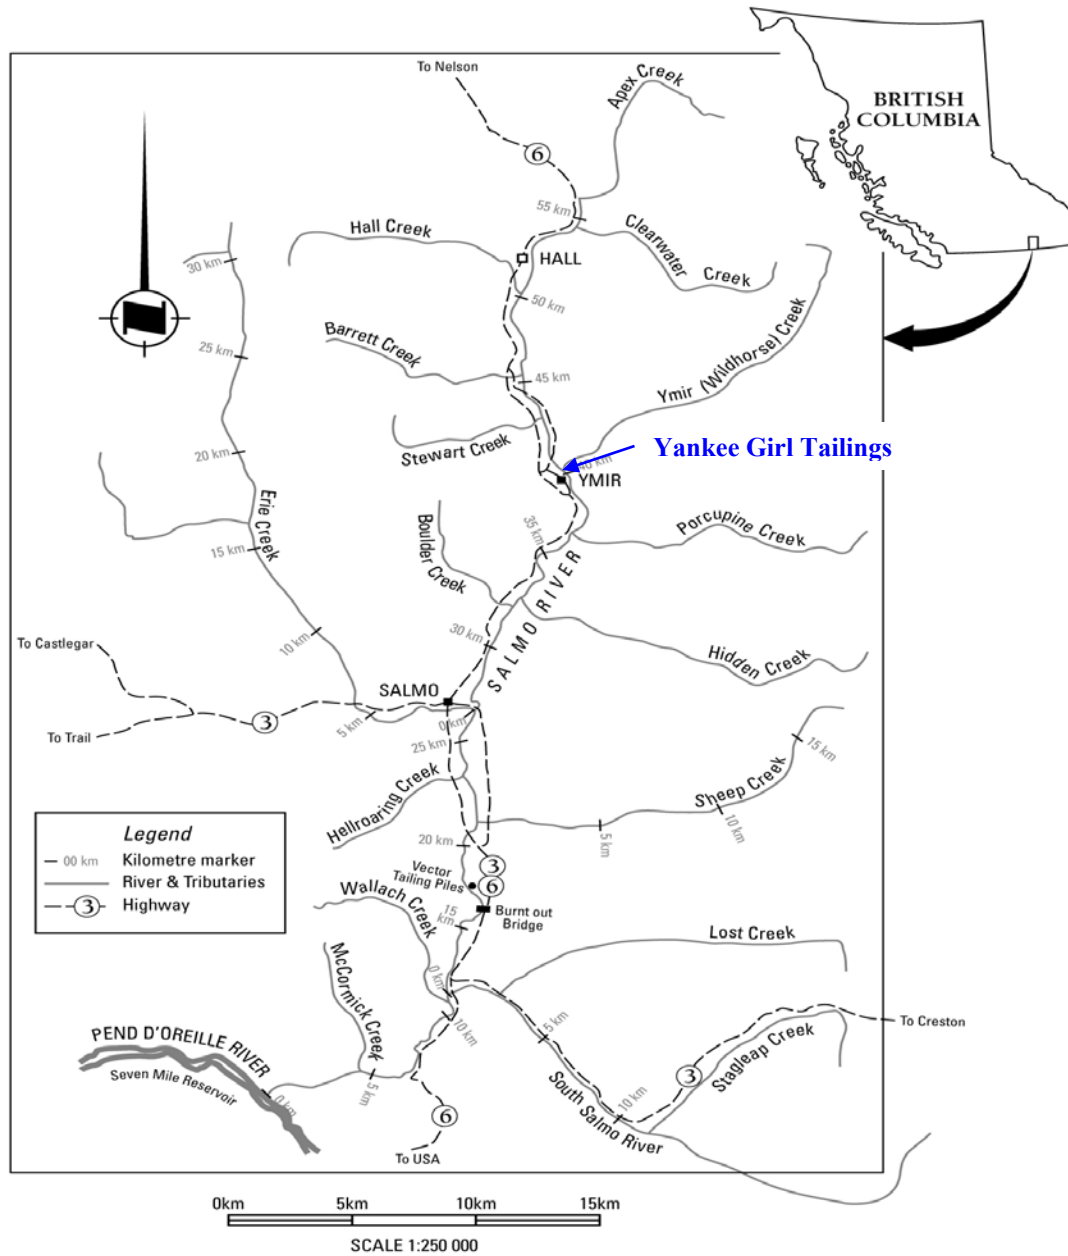 To Nelson
Apex Creek
BRITISH
COLUMBIA
6
55 km
Hall Creek
Clearwater
Creek
HALL
30 km
50 km
Barrett Creek
25 km
45 km
Ymir (Wildhorse) Creek
Stewart Creek
20 km
Yankee Girl Tailings
40 km
YMIR
Erie Creek
Boulder Creek
35 km
Porcupine Creek
15 km
SALMO RIVER
30 km
10 km
To Castlegar
Hidden Creek
SALMO
3
5 km
0 km
To Trail
25 km
15 km
Hellroaring Creek
Sheep Creek
10 km
5 km
20 km
Legend
00 km Kilometre marker
River & Tributaries
3 Highway
3
6
Vector
Tailing Piles
Wallach Creek
15
km
Burnt out
Bridge
Lost Creek
McCormick Creek
0 km
10 km
5 km
To Creston
PEND D'OREILLE RIVER
Seven Mile Reservoir
0 km
5 km
3
Stagleap Creek
10 km
South Salmo River
6
To USA
0km 5km 10km 15km
SCALE 1:250 000